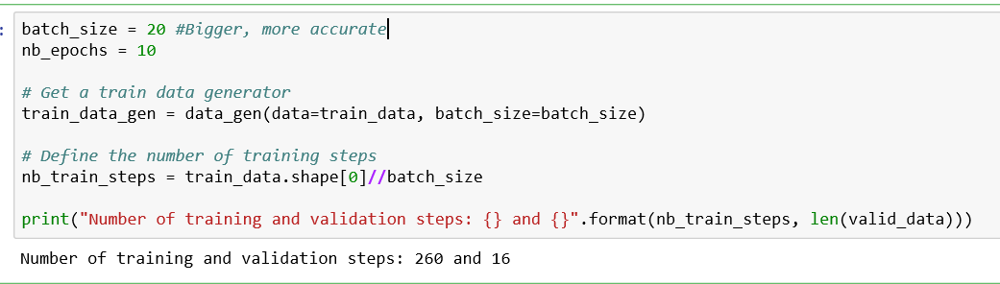 batch_size = 20 #Bigger, more accurate
nb_epochs = 10
# Get a train data generator
train_data_gen = data_gen(data=train_data, batch_size=batch_size)
# Define the number of training steps
nb_train_steps = train_data.shape[0]//batch_size
print("Number of training and validation steps: {} and {}".format(nb_train_steps, len(valid_data)))
Number of training and validation steps: 260 and 16